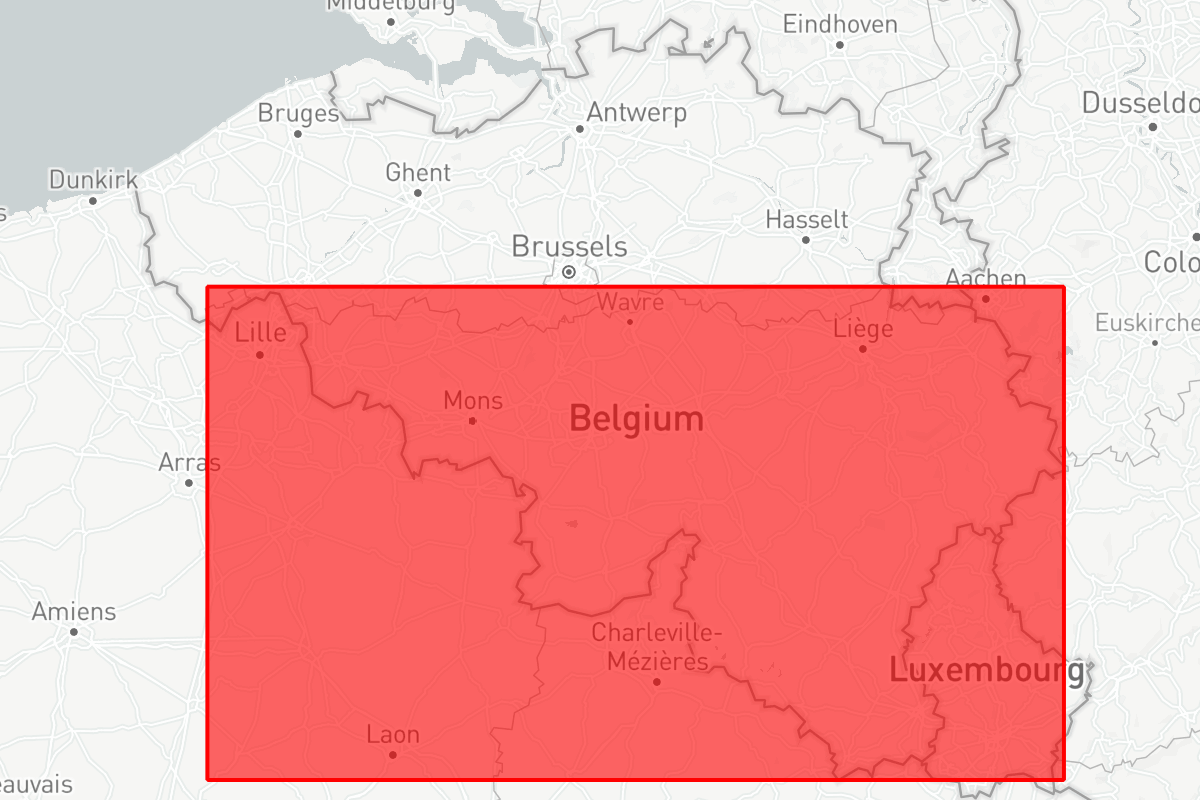 Middelburg
Eindhoven
Bruges
Antwerp
Dusseldo
Dunkirk
Ghent
Hasselt
Brussels
Colo
Aachen
Wavre
Lille
Liège
Euskirche
Mons
Belgium
Arras
Amiens
Charleville-
Mézières
Luxembourg
Laon
eauvais